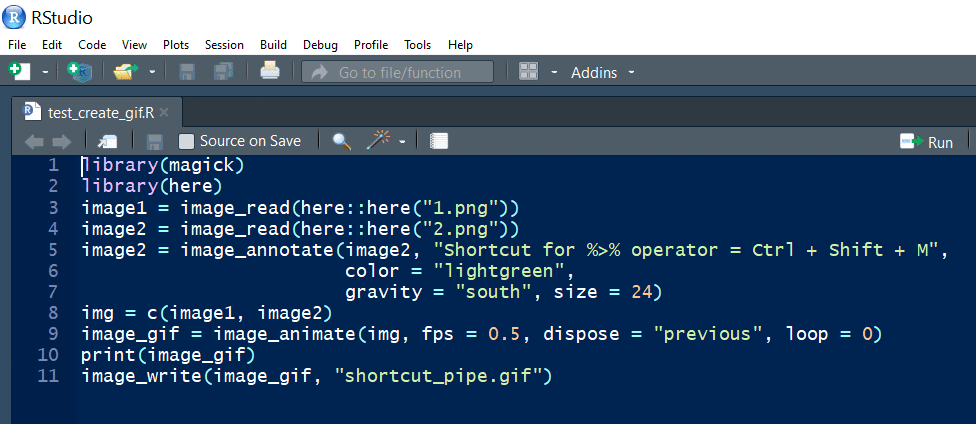 RStudio
File Edit Code View Plots Session Build Debug Profile Tools Help
Go to file/function Addins
test_create_gif.R
Source on Save Run
1 library(magick)
2 library(here)
3 image1 = image_read(here::here("1.png"))
4 image2 = image_read(here::here("2.png"))
5 image2 = image_annotate(image2, "Shortcut for %>% operator = Ctrl + Shift + M",
6 color = "lightgreen",
7 gravity = "south", size = 24)
8 img = c(image1, image2)
9 image_gif = image_animate(img, fps = 0.5, dispose = "previous", loop = 0)
10 print(image_gif)
11 image_write(image_gif, "shortcut_pipe.gif")